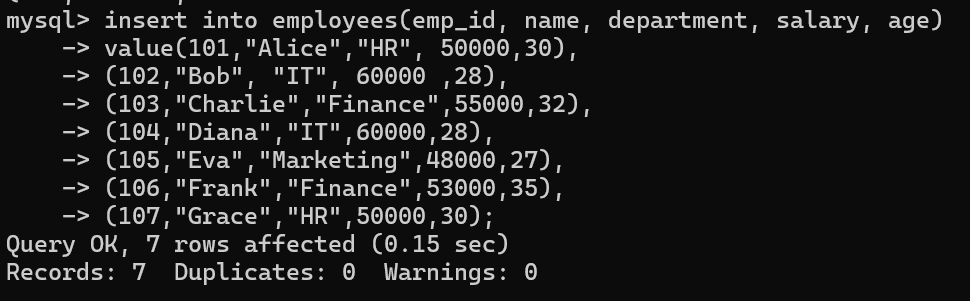 mysql> insert into employees(emp_id, name, department, salary, age)
    -> value(101,"Alice","HR", 50000,30),
    -> (102,"Bob", "IT", 60000 ,28),
    -> (103,"Charlie","Finance",55000,32),
    -> (104,"Diana","IT",60000,28),
    -> (105,"Eva","Marketing",48000,27),
    -> (106,"Frank","Finance",53000,35),
    -> (107,"Grace","HR",50000,30);
Query OK, 7 rows affected (0.15 sec)
Records: 7  Duplicates: 0  Warnings: 0